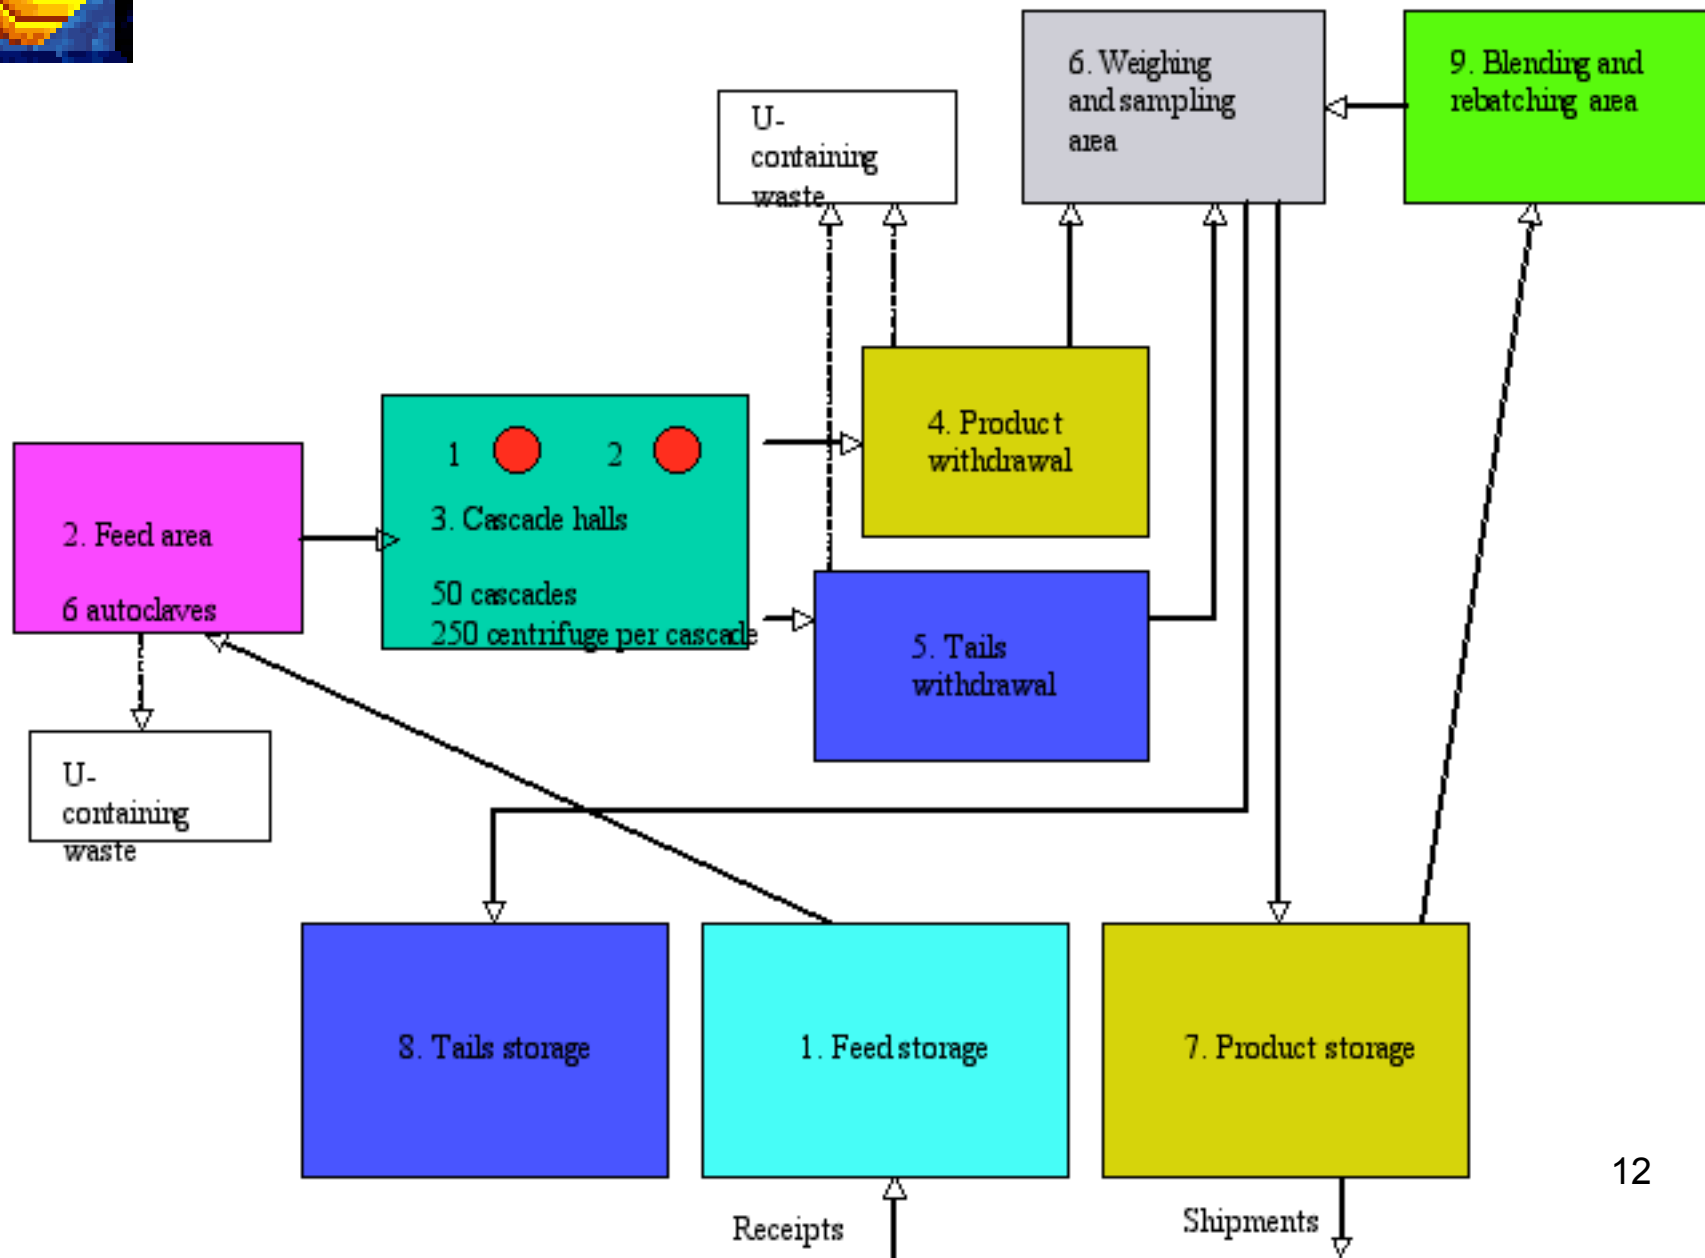 6. Weighing
and sampling
area
9. Blending and
rebatching area
U-
containing
waste
4. Product
withdrawal
1
2
3. Cascade halls
50 cascades
250 centrifuge per cascade
2. Feed area
6 autoclaves
5. Tails
withdrawal
U-
containing
waste
8. Tails storage
1. Feed storage
7. Product storage
12
Receipts
Shipments